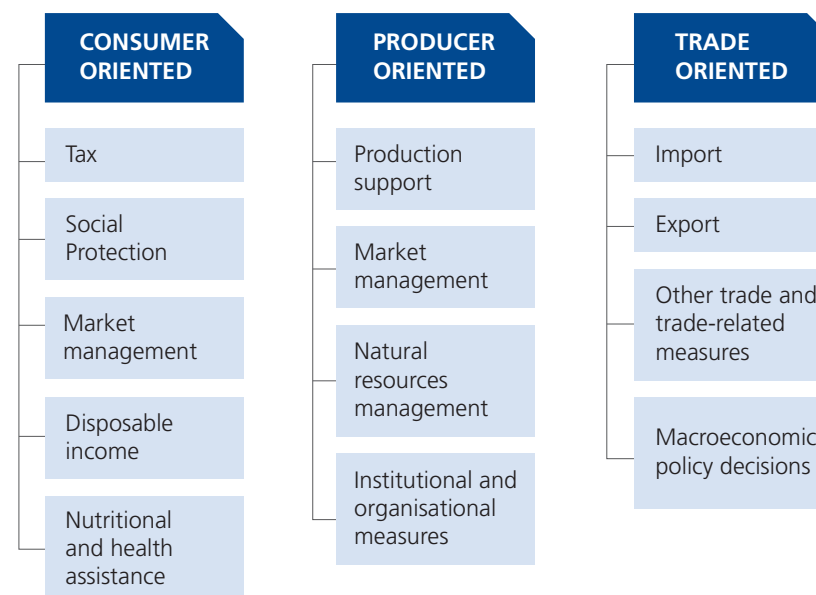 CONSUMER
ORIENTED
Tax
Social
Protection
Market
management
Disposable
income
Nutritional
and health
assistance
PRODUCER
ORIENTED
Production
support
Market
management
Natural
resources
management
Institutional and
organisational
measures
TRADE
ORIENTED
Import
Export
Other trade and
trade-related
measures
Macroeconomic
policy decisions